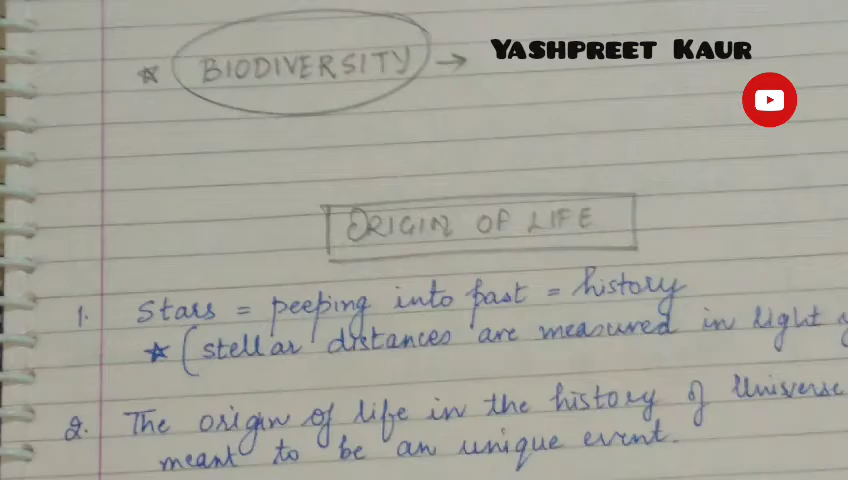 ★ BIODIVERSITY → YASHPREET KAUR
ORIGIN OF LIFE
1. Stars = peeping into past = history
★ (stellar distances are measured in light
2. The origin of life in the history of Universe
meant to be an unique event.